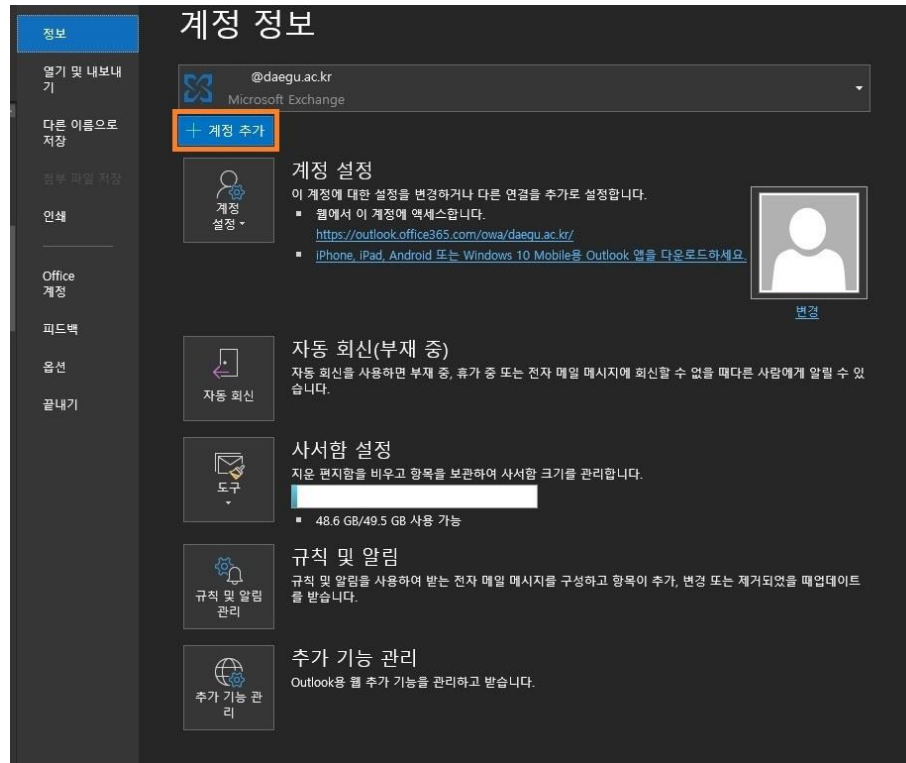 정보
열기 및 내보내
기
다른 이름으로
저장
첨부 파일 저장
인쇄
Office
계정
피드백
옵션
끝내기
계정 정보
@daegu.ac.kr
Microsoft Exchange
계정 추가
계정
설정
계정 설정
이 계정에 대한 설정을 변경하거나 다른 연결을 추가로 설정합니다.
■ 웹에서 이 계정에 액세스합니다.
https://outlook.office365.com/owa/daegu.ac.kr/
■ iPhone, iPad, Android 또는 Windows 10 Mobile용 Outlook 앱을 다운로드하세요.
변경
자동 회신
자동 회신(부재 중)
자동 회신을 사용하면 부재 중, 휴가 중 또는 전자 메일 메시지에 회신할 수 없을 때다른 사람에게 알릴 수 있
습니다.
도구
사서함 설정
지운 편지함을 비우고 항목을 보관하여 사서함 크기를 관리합니다.
■ 48.6 GB/49.5 GB 사용 가능
규칙 및 알림
관리
규칙 및 알림
규칙 및 알림을 사용하여 받는 전자 메일 메시지를 구성하고 항목이 추가, 변경 또는 제거되었을 때업데이트
를 받습니다.
추가 기능 관
리
추가 기능 관리
Outlook용 웹 추가 기능을 관리하고 받습니다.